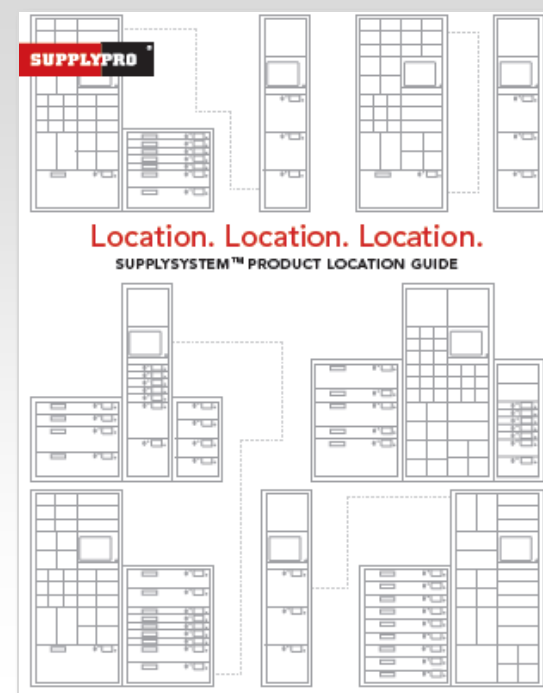 SUPPLYPRO®
Location. Location. Location.
SUPPLYSYSTEM™ PRODUCT LOCATION GUIDE